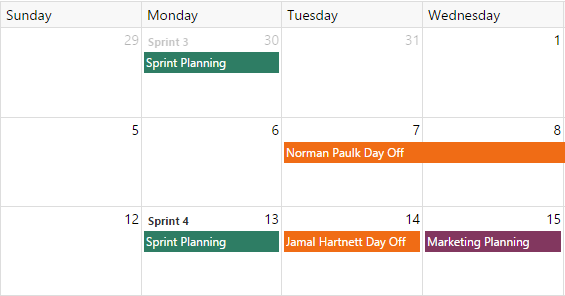 Sunday Monday Tuesday Wednesday
29 Sprint 3 30 31 1
Sprint Planning
5 6 7 8
Norman Paulk Day Off
12 Sprint 4 13 14 15
Sprint Planning Jamal Hartnett Day Off Marketing Planning